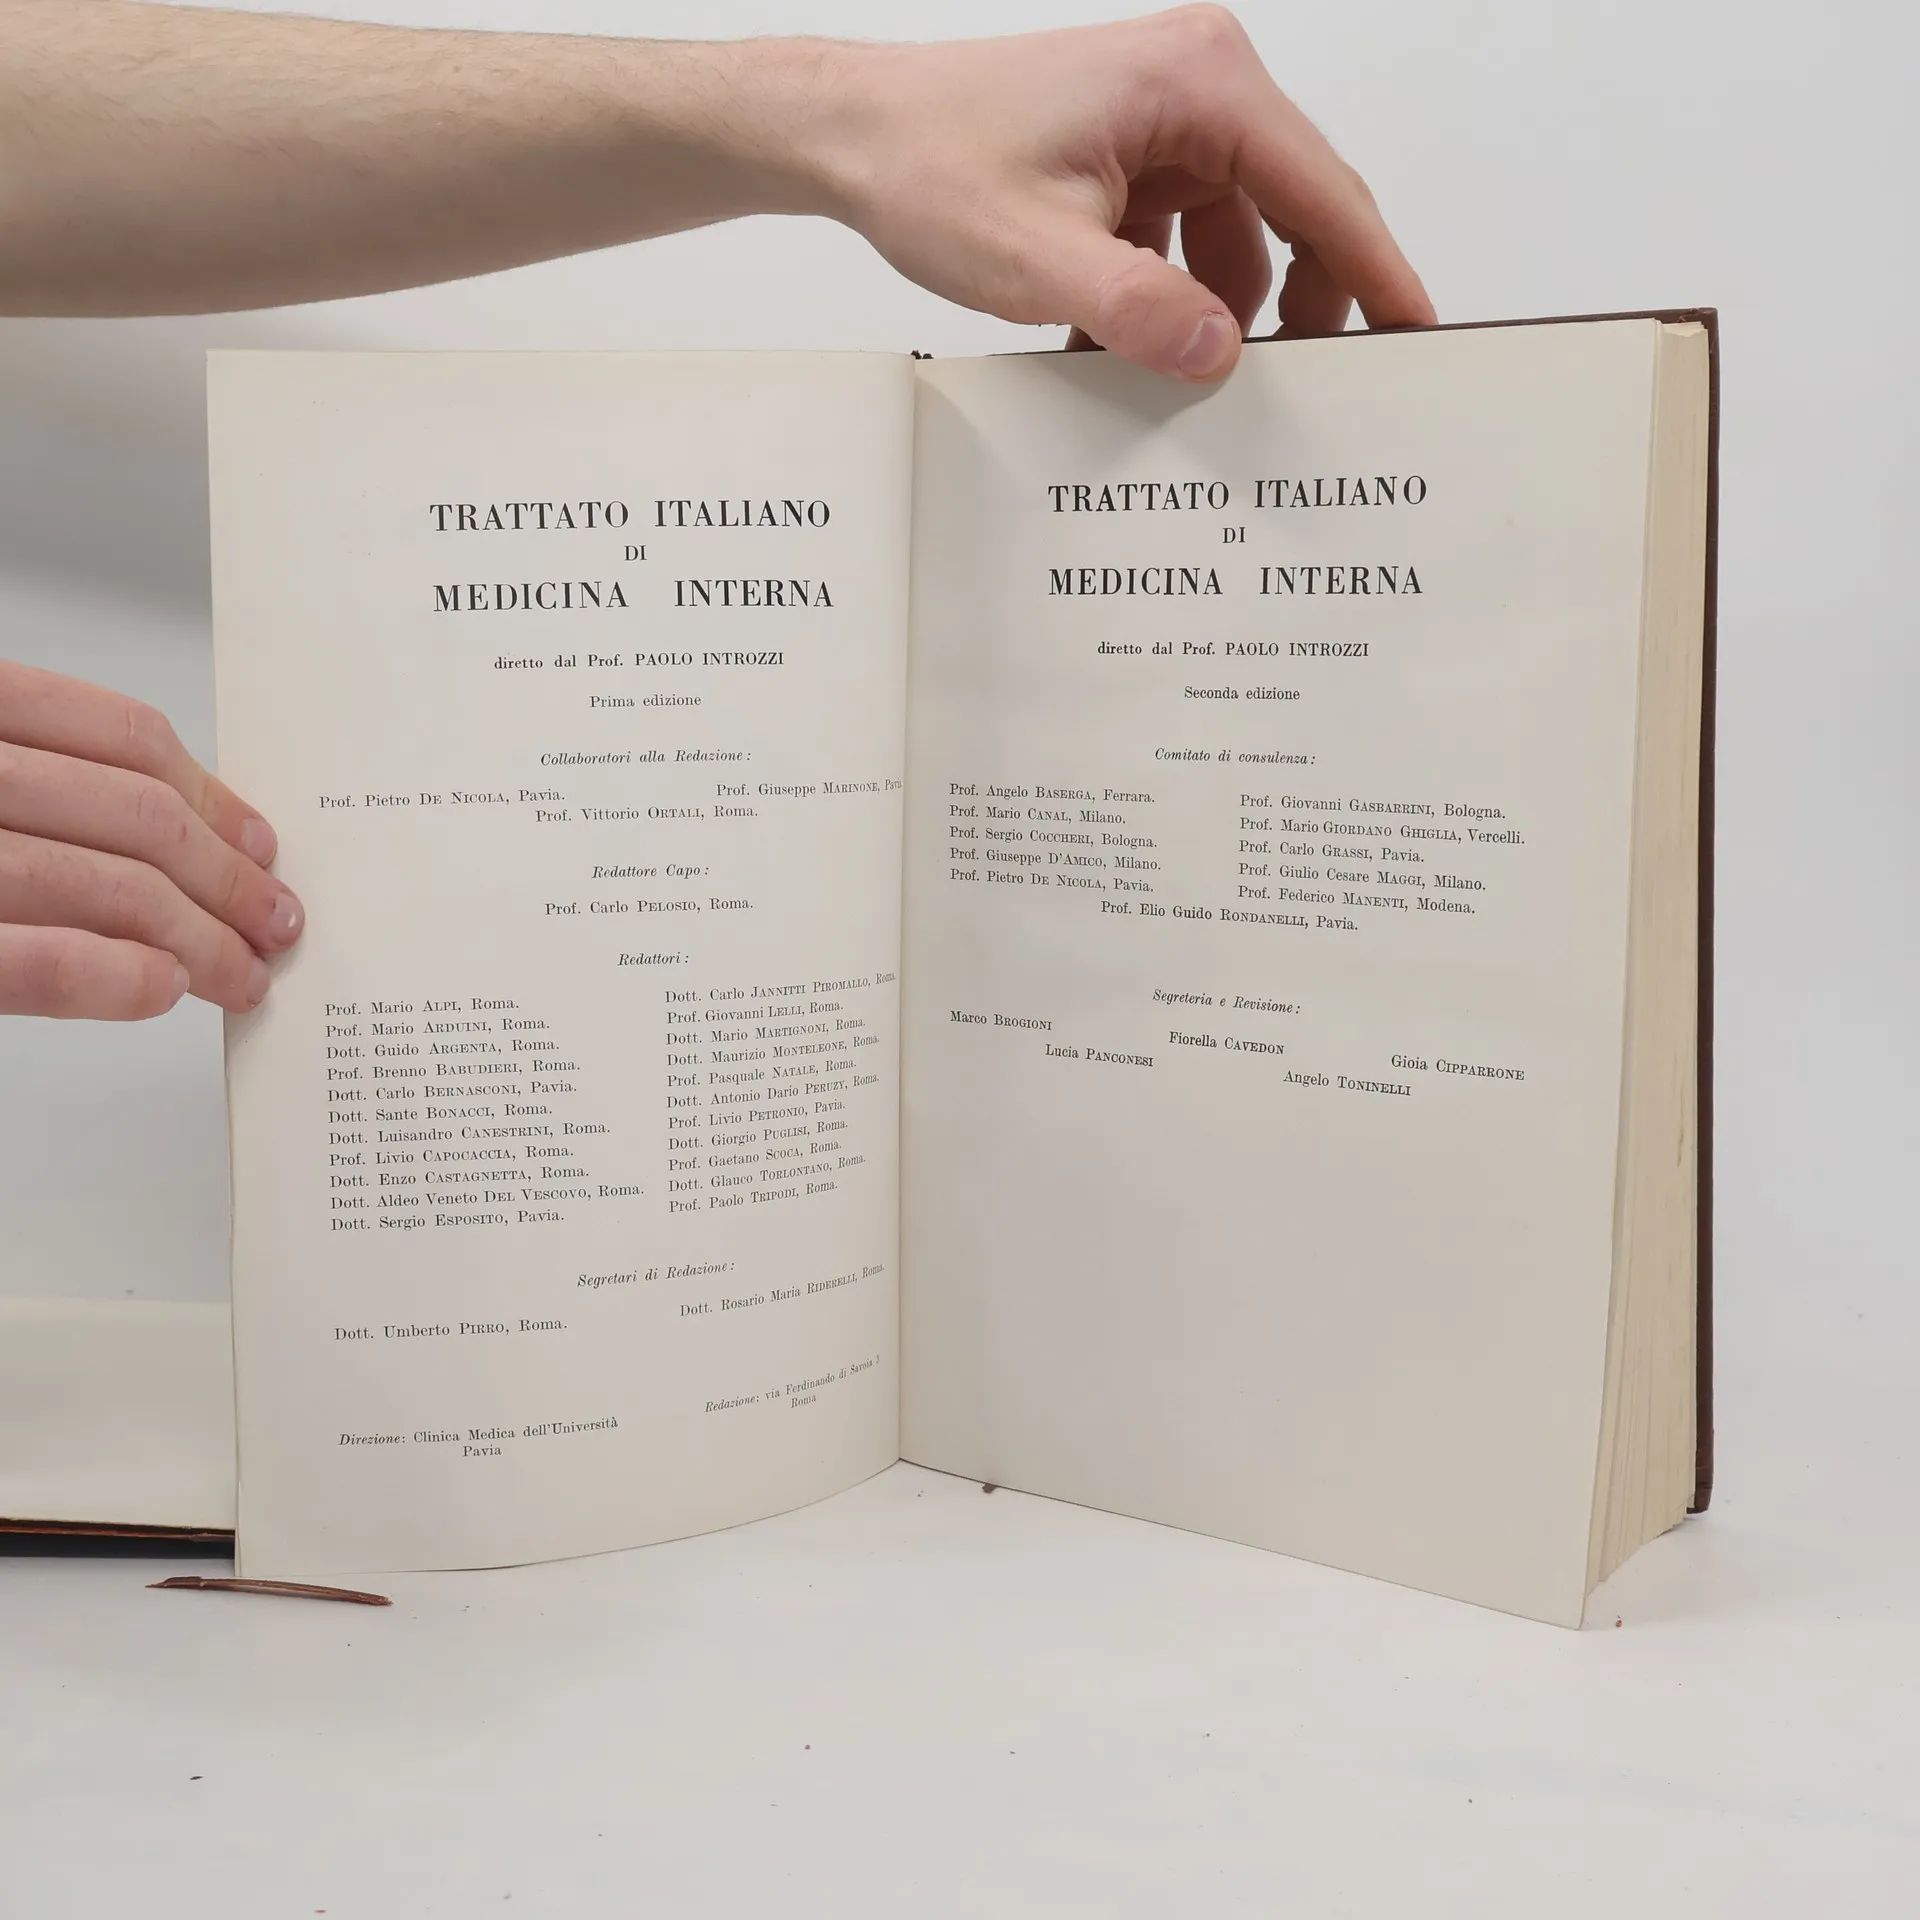 TRATTATO ITALIANO
DI
MEDICINA INTERNA
diretto dal Prof. PAOLO INTROZZI
Prima edizione
Collaboratori alla Redazione:
Prof. Pietro DE NICOLA, Pavia.
Prof. Giuseppe MARINONE, Pavia
Prof. Vittorio ORTALI, Roma.
Redattore Capo:
Prof. Carlo PELOSIO, Roma.
Redattori:
Prof. Mario ALPI, Roma.
Prof. Mario ARDUINI, Roma.
Dott. Guido ARGENTA, Roma.
Prof. Brenno BABUDIERI, Roma.
Dott. Carlo BERNASCONI, Pavia.
Dott. Sante BONACCI, Roma.
Dott. Luisandro CANESTRINI, Roma.
Prof. Livio CAPOCACCIA, Roma.
Dott. Enzo CASTAGNETTA, Roma.
Dott. Aldeo Veneto DEL VESCOVO, Roma.
Dott. Sergio ESPOSITO, Pavia.
Dott. Carlo JANNITTI PIROMALLO, Roma.
Prof. Giovanni LELLI, Roma.
Dott. Mario MARTIGNONI, Roma.
Dott. Maurizio MONTELEONE, Roma.
Prof. Pasquale NATALE, Roma.
Dott. Antonio Dario PERUZY, Roma.
Prof. Livio PETRONIO, Pavia.
Dott. Giorgio PUGLISI, Roma.
Prof. Gaetano SCOCA, Roma.
Dott. Glauco TORLONTANO, Roma.
Prof. Paolo TRIPODI, Roma.
Segretari di Redazione:
Dott. Umberto PIRRO, Roma.
Dott. Rosario Maria RIDERELLI, Roma.
Direzione: Clinica Medica dell'Università
Pavia
Redazione: via Ferdinando di Savoia 3
Roma
TRATTATO ITALIANO
DI
MEDICINA INTERNA
diretto dal Prof. PAOLO INTROZZI
Seconda edizione
Comitato di consulenza:
Prof. Angelo BASERGA, Ferrara.
Prof. Mario CANAL, Milano.
Prof. Sergio COCCHERI, Bologna.
Prof. Giuseppe D'AMICO, Milano.
Prof. Pietro DE NICOLA, Pavia.
Prof. Giovanni GASBARRINI, Bologna.
Prof. Mario GIORDANO GHIGLIA, Vercelli.
Prof. Carlo GRASSI, Pavia.
Prof. Giulio Cesare MAGGI, Milano.
Prof. Federico MANENTI, Modena.
Prof. Elio Guido RONDANELLI, Pavia.
Segreteria e Revisione:
Marco BROGIONI
Fiorella CAVEDON
Gioia CIPPARRONE
Lucia PANCONESI
Angelo TONINELLI